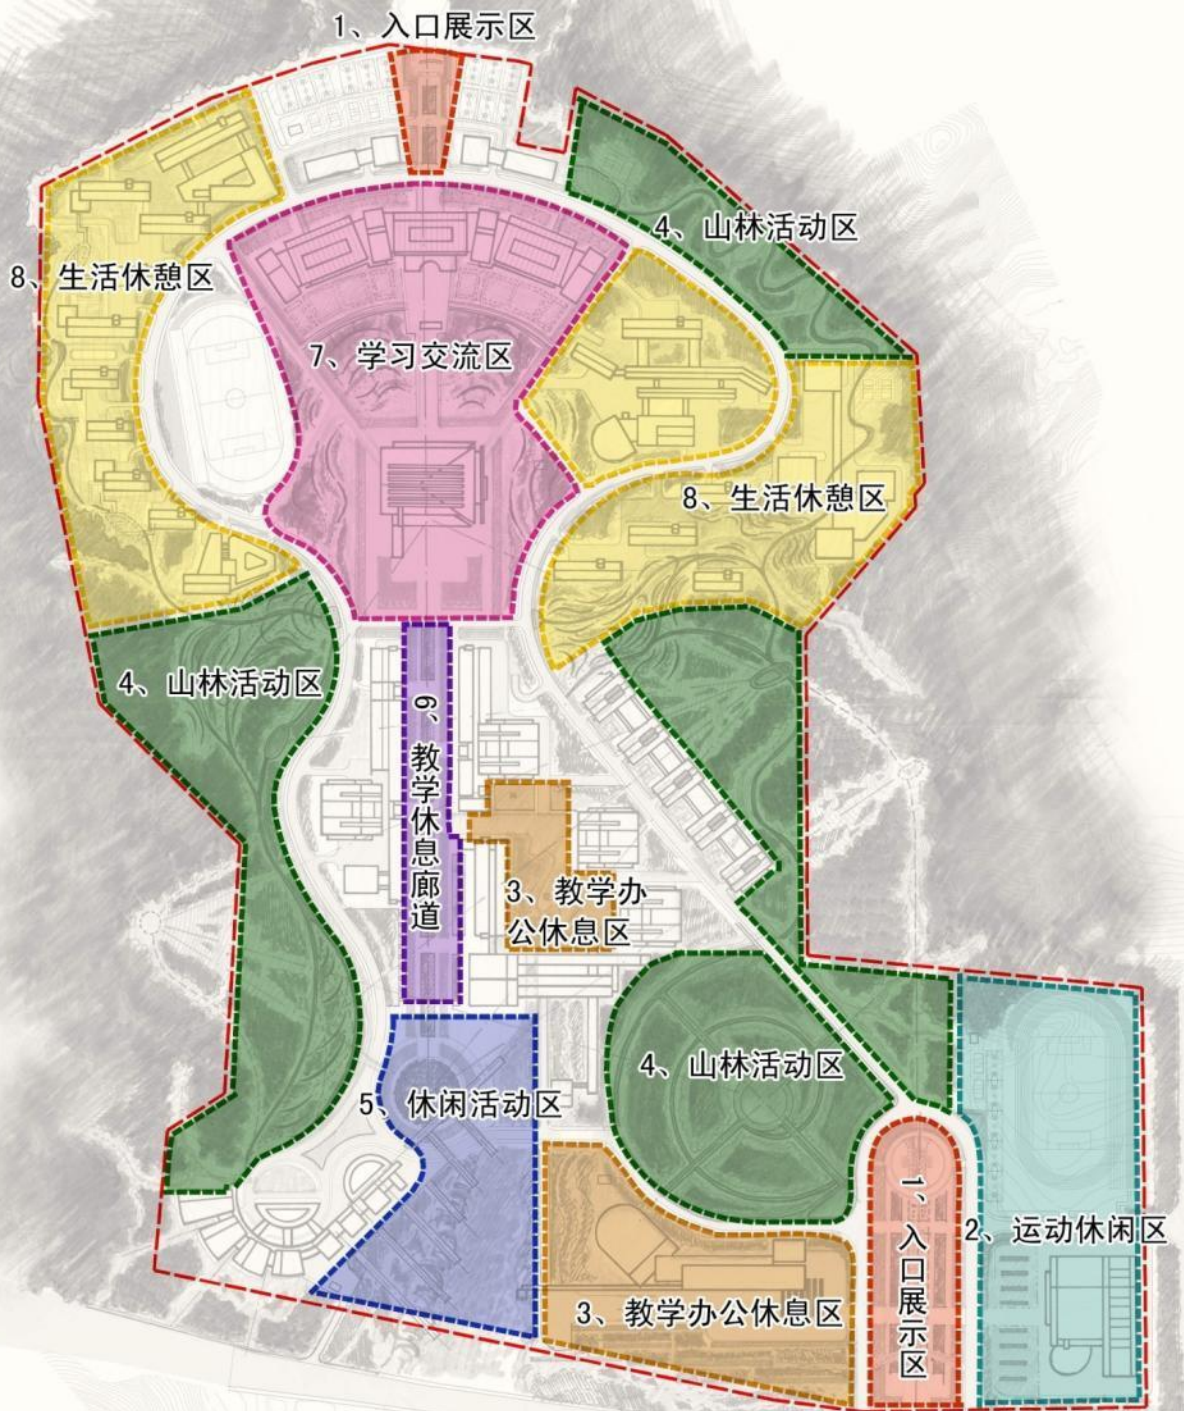 1、入口展示区
4、山林活动区
8、生活休憩区
7、学习交流区
8、生活休憩区
4、山林活动区
6、教学休息廊道
3、教学办
公休息区
4、山林活动区
5、休闲活动区
1、入口展示区
2、运动休闲区
3、教学办公休息区